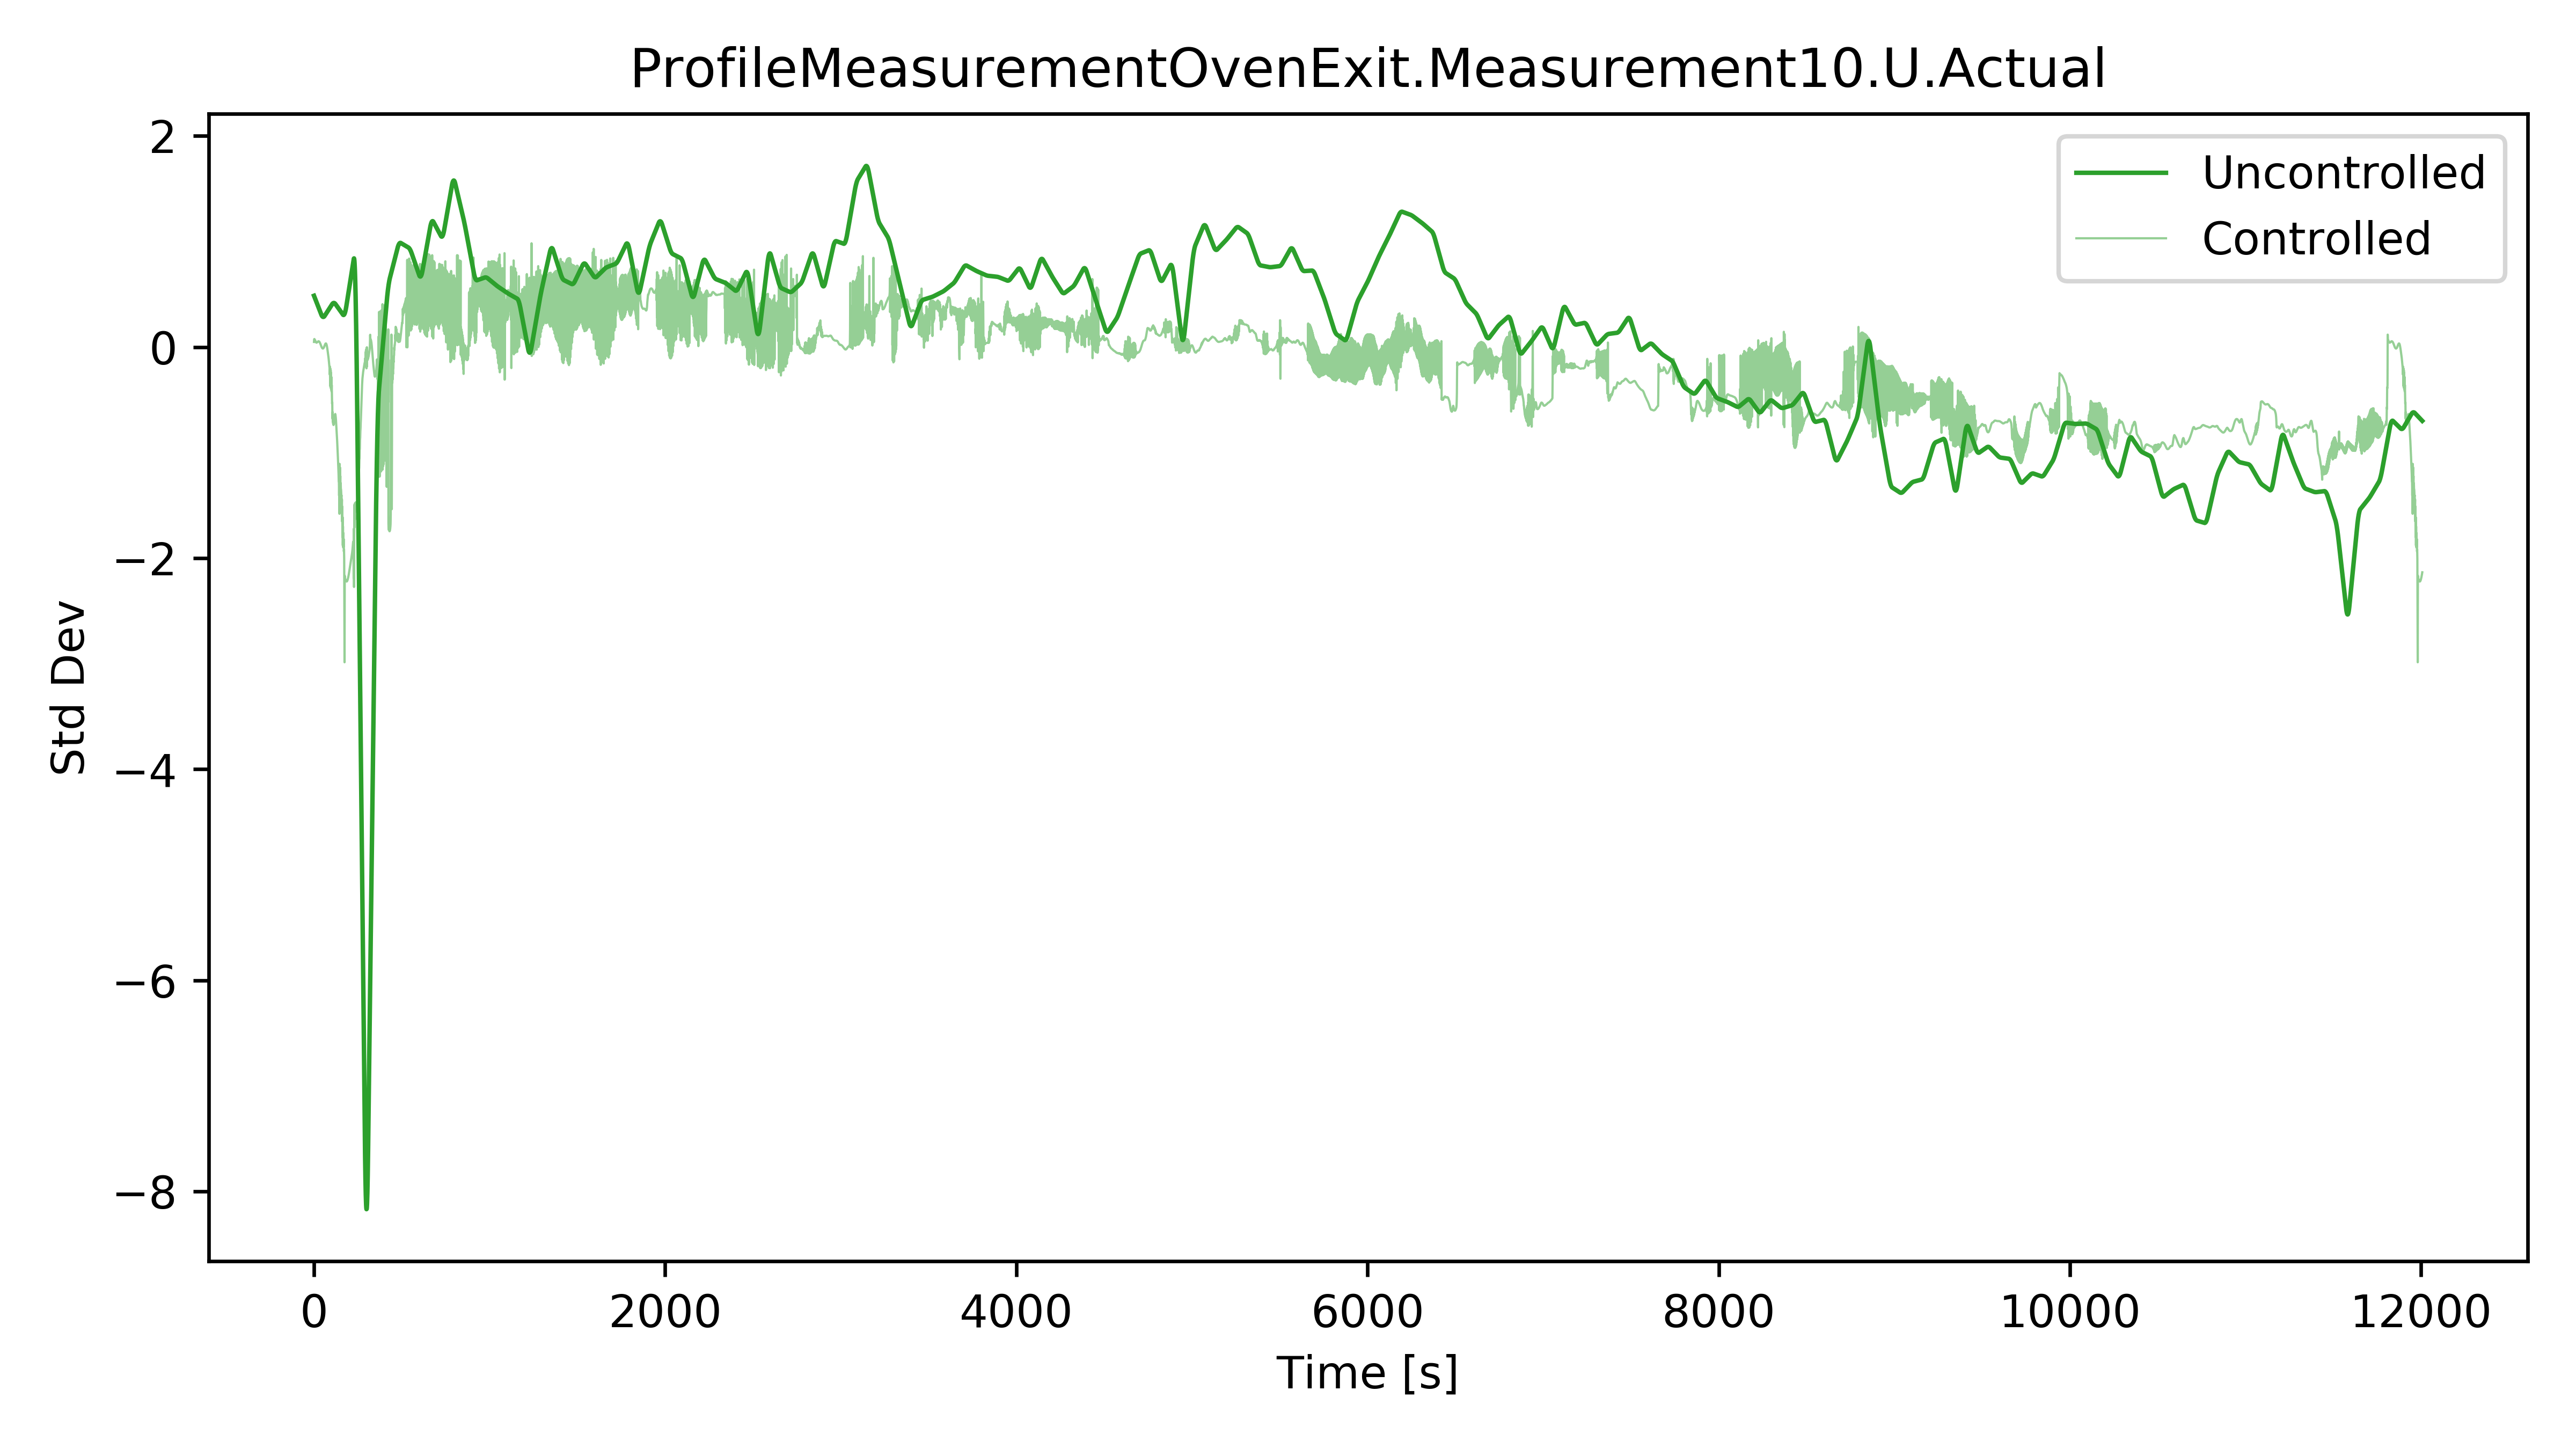 ProfileMeasurementOvenExit.Measurement10.U.Actual
Uncontrolled
Controlled
2
0
−2
−4
−6
−8
Std Dev
0 2000 4000 6000 8000 10000 12000
Time [s]